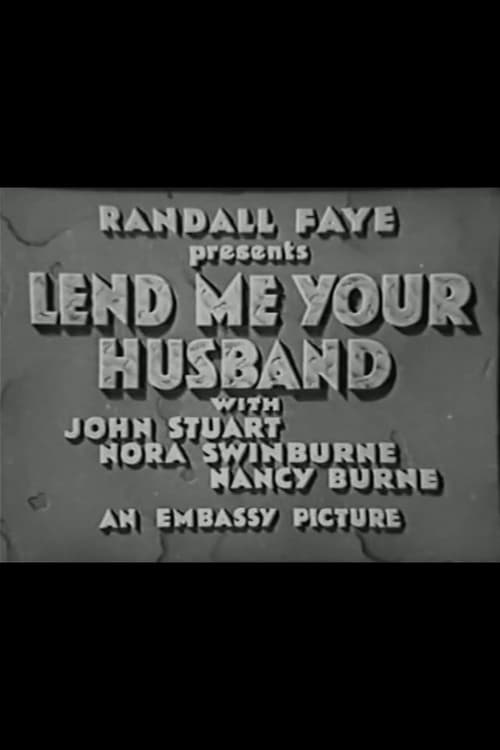 RANDALL FAYE
presents
LEND ME YOUR
HUSBAND
WITH
JOHN STUART
NORA SWINBURNE
NANCY BURNE
AN EMBASSY PICTURE